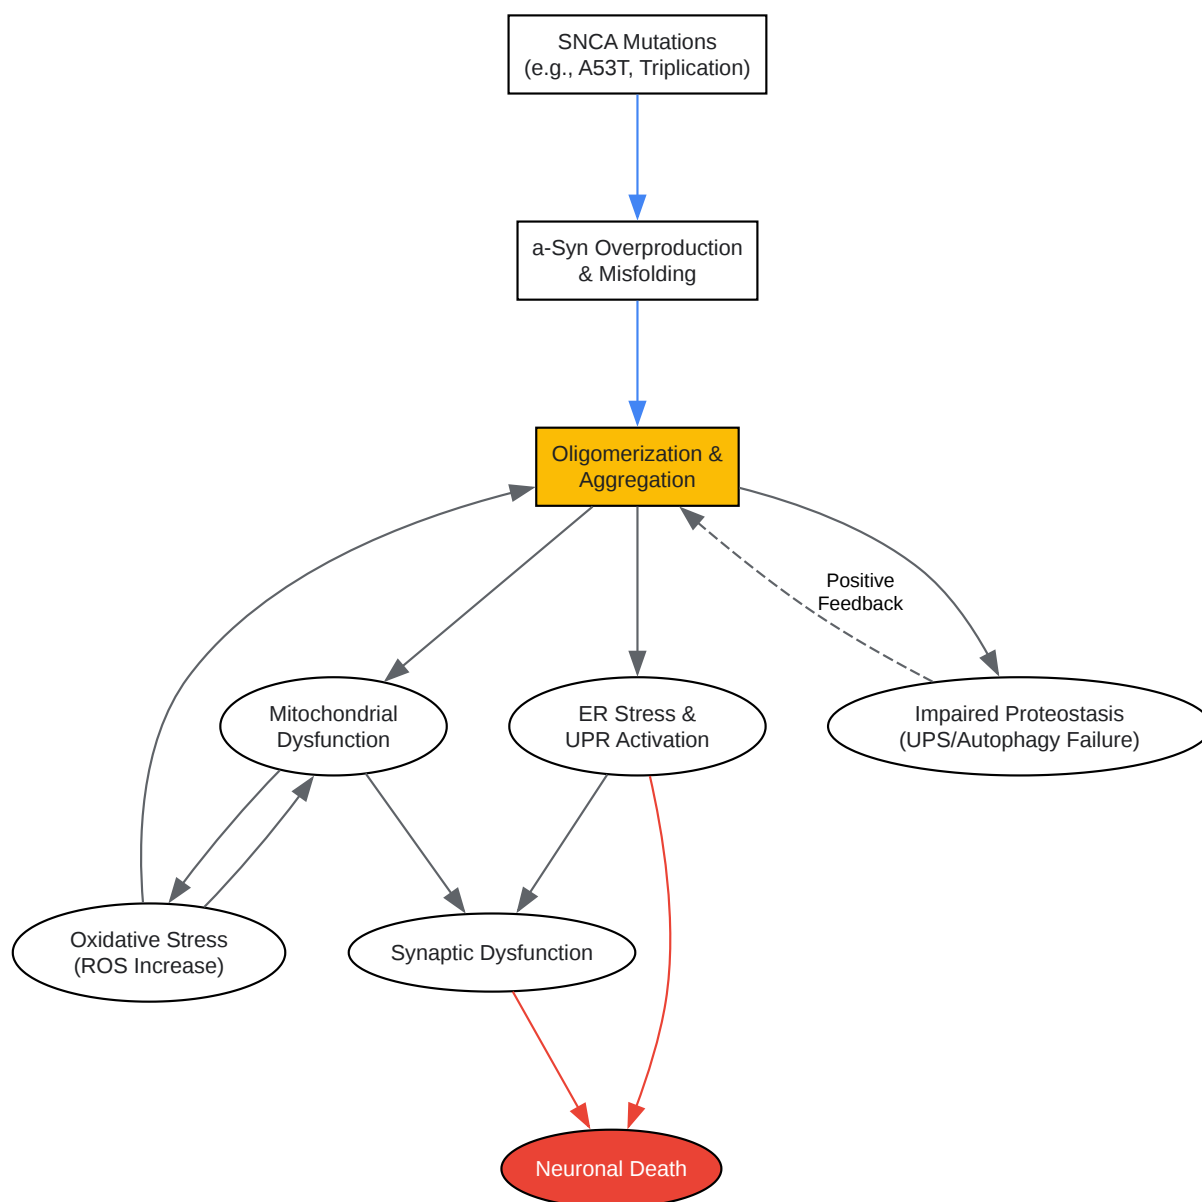 SNCA Mutations
(e.g., A53T, Triplication)
a-Syn Overproduction
& Misfolding
Oligomerization &
Aggregation
Positive
Feedback
Mitochondrial
Dysfunction
ER Stress &
UPR Activation
Impaired Proteostasis
(UPS/Autophagy Failure)
Oxidative Stress
(ROS Increase)
Synaptic Dysfunction
Neuronal Death